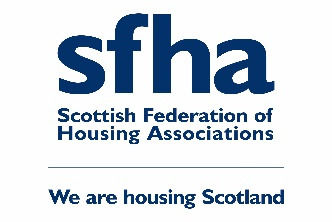 sfha
Scottish Federation of
Housing Associations
We are housing Scotland